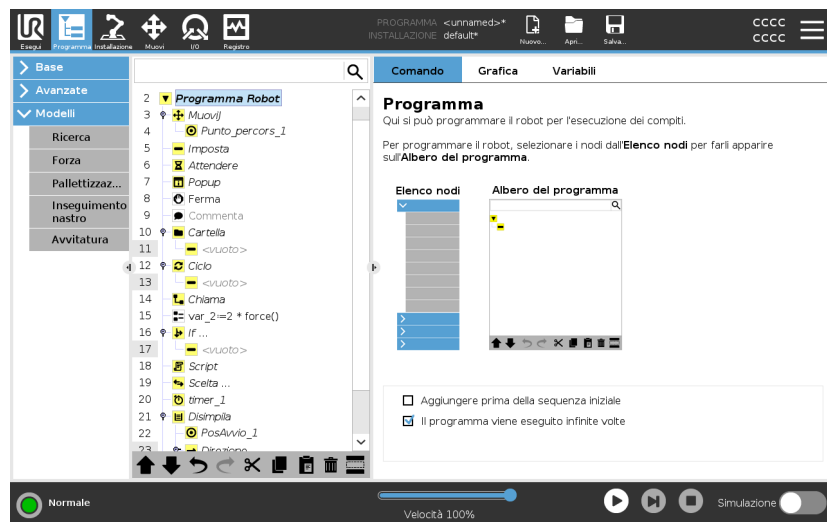 PROGRAMMA <unnamed>*
INSTALLAZIONE default*
Esegui Programma Installazione Muovi I/O Registro
Nuovo... Apri... Salva...
cccc
cccc
Base
Avanzate
Modelli
Ricerca
Forza
Pallettizzaz...
Inseguimento
nastro
Avvitatura
2 Programma Robot
3 MuoviJ
4 Punto_percors_1
5 Imposta
6 Attendere
7 Popup
8 Ferma
9 Commenta
10 Cartella
11 <vuoto>
12 Ciclo
13 <vuoto>
14 Chiama
15 var_2≔2 * force()
16 If ...
17 <vuoto>
18 Script
19 Scelta ...
20 timer_1
21 Disimpila
22 PosAvvio_1
23 Direzione
Comando Grafica Variabili
Programma
Qui si può programmare il robot per l'esecuzione dei compiti.
Per programmare il robot, selezionare i nodi dall'Elenco nodi per farli apparire
sull'Albero del programma.
Elenco nodi Albero del programma
Aggiungere prima della sequenza iniziale
Il programma viene eseguito infinite volte
Normale
Velocità 100%
Simulazione